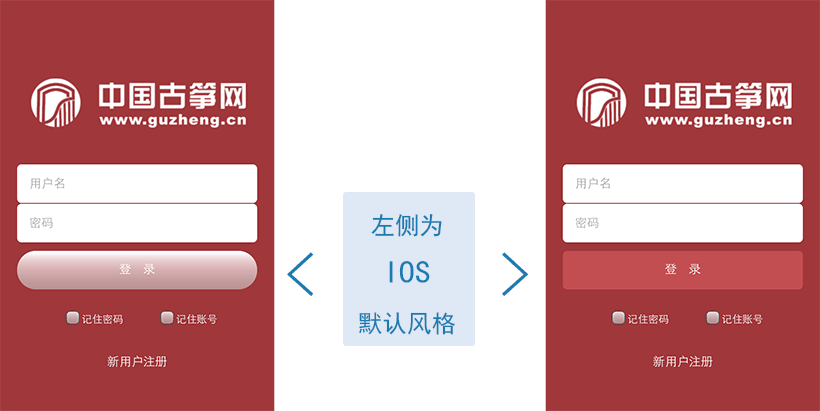 中国古筝网
www.guzheng.cn
用户名
密码
登 录
记住密码 记住账号
新用户注册
左侧为
IOS
默认风格
中国古筝网
www.guzheng.cn
用户名
密码
登 录
记住密码 记住账号
新用户注册